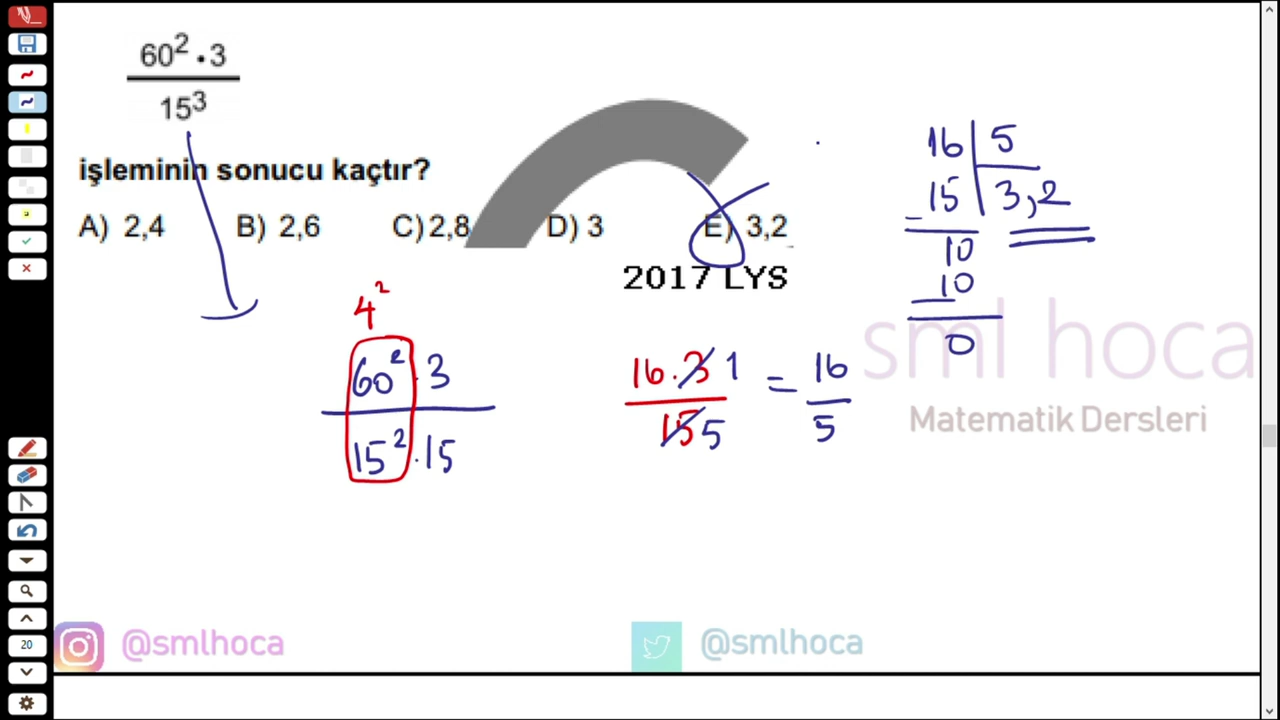 60² · 3
15³
işleminin sonucu kaçtır?
A) 2,4 B) 2,6 C) 2,8 D) 3 E) 3,2
2017 LYS
4²
60² · 3
15² · 15
16 · 3 1
15 5
= 16
5
16 5
15 3,2
10
10
0
sml hoca
Matematik Dersleri
@smlhoca
@smlhoca
20